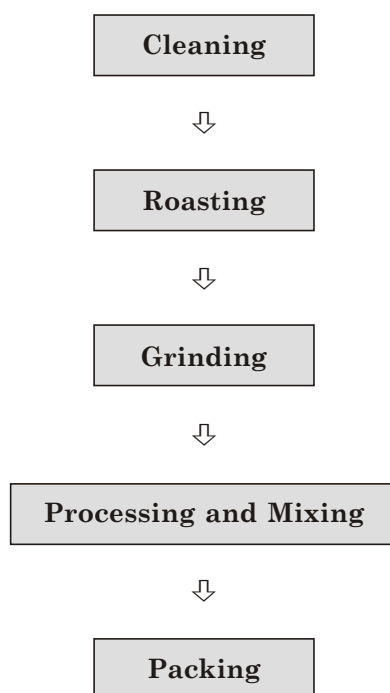 Cleaning
Roasting
Grinding
Processing and Mixing
Packing